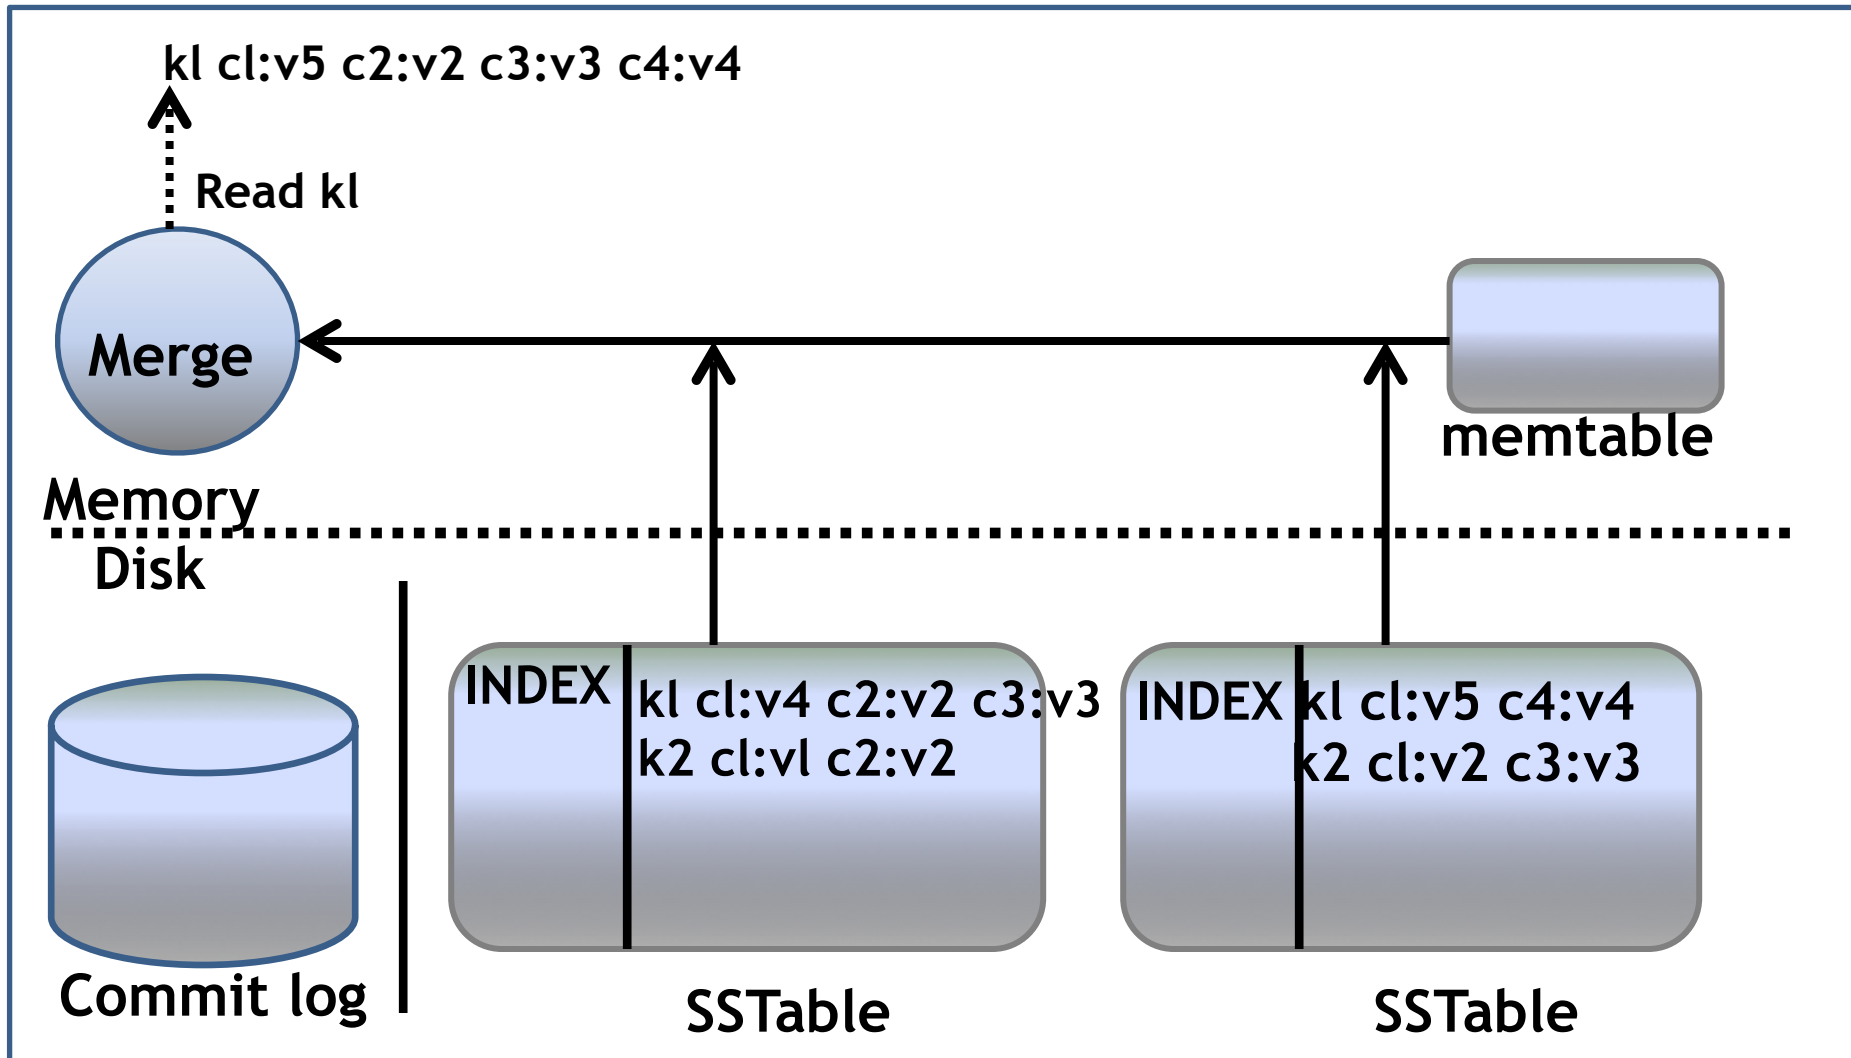 kl cl:v5 c2:v2 c3:v3 c4:v4
Read kl
Merge
memtable
Memory
Disk
INDEX
kl cl:v4 c2:v2 c3:v3
k2 cl:vl c2:v2
INDEX
kl cl:v5 c4:v4
k2 cl:v2 c3:v3
Commit log
SSTable
SSTable